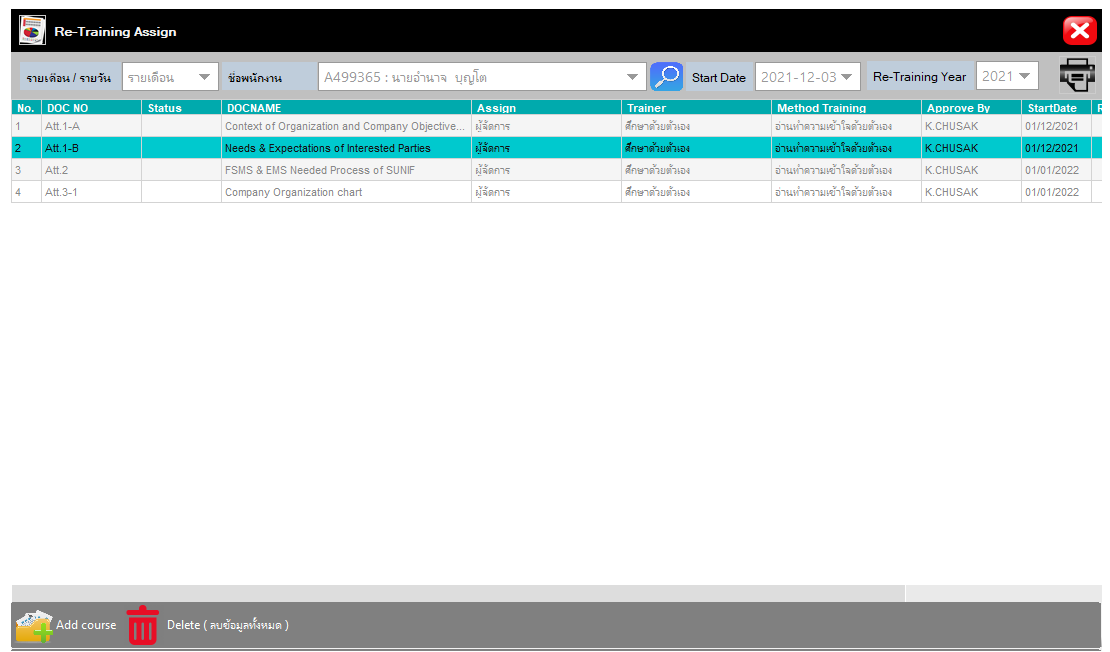 Re-Training Assign
รายเดือน / รายวัน รายเดือน ชื่อพนักงาน A499365 : นายอำนาจ บุญโต Start Date 2021-12-03 Re-Training Year 2021
No. DOC NO Status DOCNAME Assign Trainer Method Training Approve By StartDate R
1 Att.1-A Context of Organization and Company Objective... ผู้จัดการ ศึกษาด้วยตัวเอง อ่านทำความเข้าใจด้วยตัวเอง K.CHUSAK 01/12/2021
2 Att.1-B Needs & Expectations of Interested Parties ผู้จัดการ ศึกษาด้วยตัวเอง อ่านทำความเข้าใจด้วยตัวเอง K.CHUSAK 01/12/2021
3 Att.2 FSMS & EMS Needed Process of SUNIF ผู้จัดการ ศึกษาด้วยตัวเอง อ่านทำความเข้าใจด้วยตัวเอง K.CHUSAK 01/01/2022
4 Att.3-1 Company Organization chart ผู้จัดการ ศึกษาด้วยตัวเอง อ่านทำความเข้าใจด้วยตัวเอง K.CHUSAK 01/01/2022
Add course Delete ( ลบข้อมูลทั้งหมด )